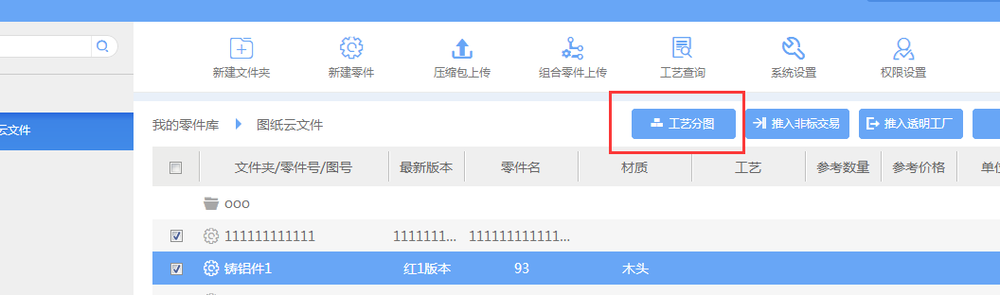 新建文件夹 新建零件 压缩包上传 组合零件上传 工艺查询 系统设置 权限设置
云文件
我的零件库 图纸云文件 工艺分图 推入非标交易 推入透明工厂
文件夹/零件号/图号 最新版本 零件名 材质 工艺 参考数量 参考价格
ooo
111111111111 1111111... 111111111111...
铸铝件1 红1版本 93 木头